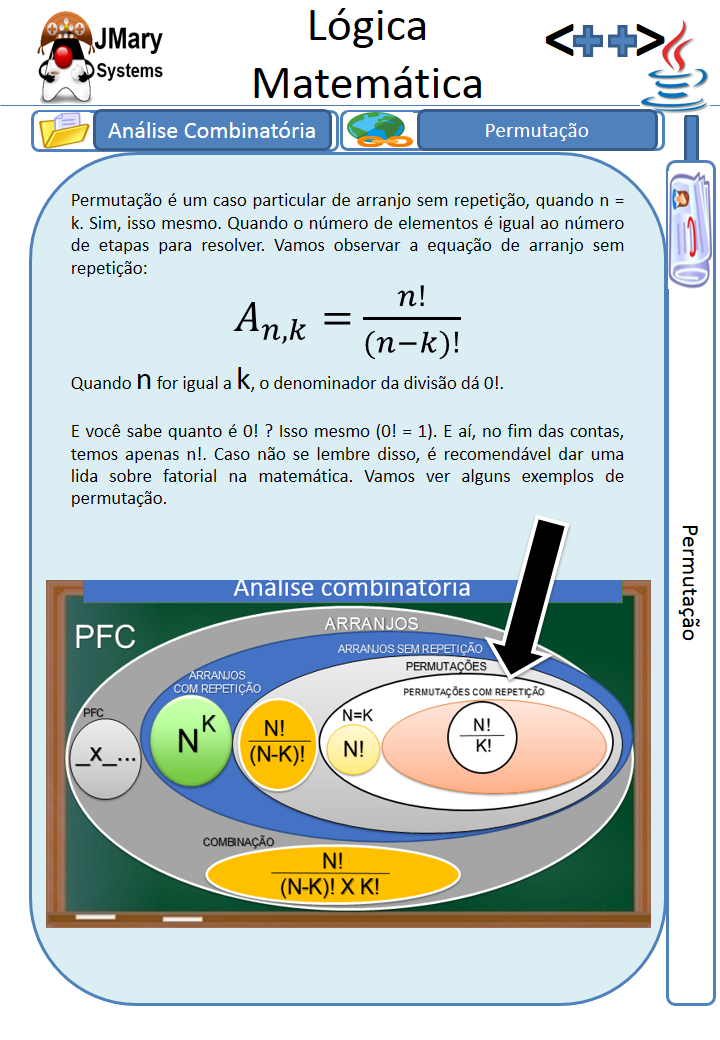 JMary
Systems
Lógica
Matemática
<++>
Análise Combinatória
Permutação
Permutação é um caso particular de arranjo sem repetição, quando n =
k. Sim, isso mesmo. Quando o número de elementos é igual ao número
de etapas para resolver. Vamos observar a equação de arranjo sem
repetição:
A_{n,k} = n! / (n−k)!
Quando n for igual a k, o denominador da divisão dá 0!.
E você sabe quanto é 0! ? Isso mesmo (0! = 1). E aí, no fim das contas,
temos apenas n!. Caso não se lembre disso, é recomendável dar uma
lida sobre fatorial na matemática. Vamos ver alguns exemplos de
permutação.
Permutação
Análise combinatória
PFC
ARRANJOS
ARRANJOS SEM REPETIÇÃO
PERMUTAÇÕES
ARRANJOS
COM REPETIÇÃO
PERMUTAÇÕES COM REPETIÇÃO
PFC
_x_...
N^K
N!
(N-K)!
N=K
N!
N!
K!
COMBINAÇÃO
N!
(N-K)! X K!